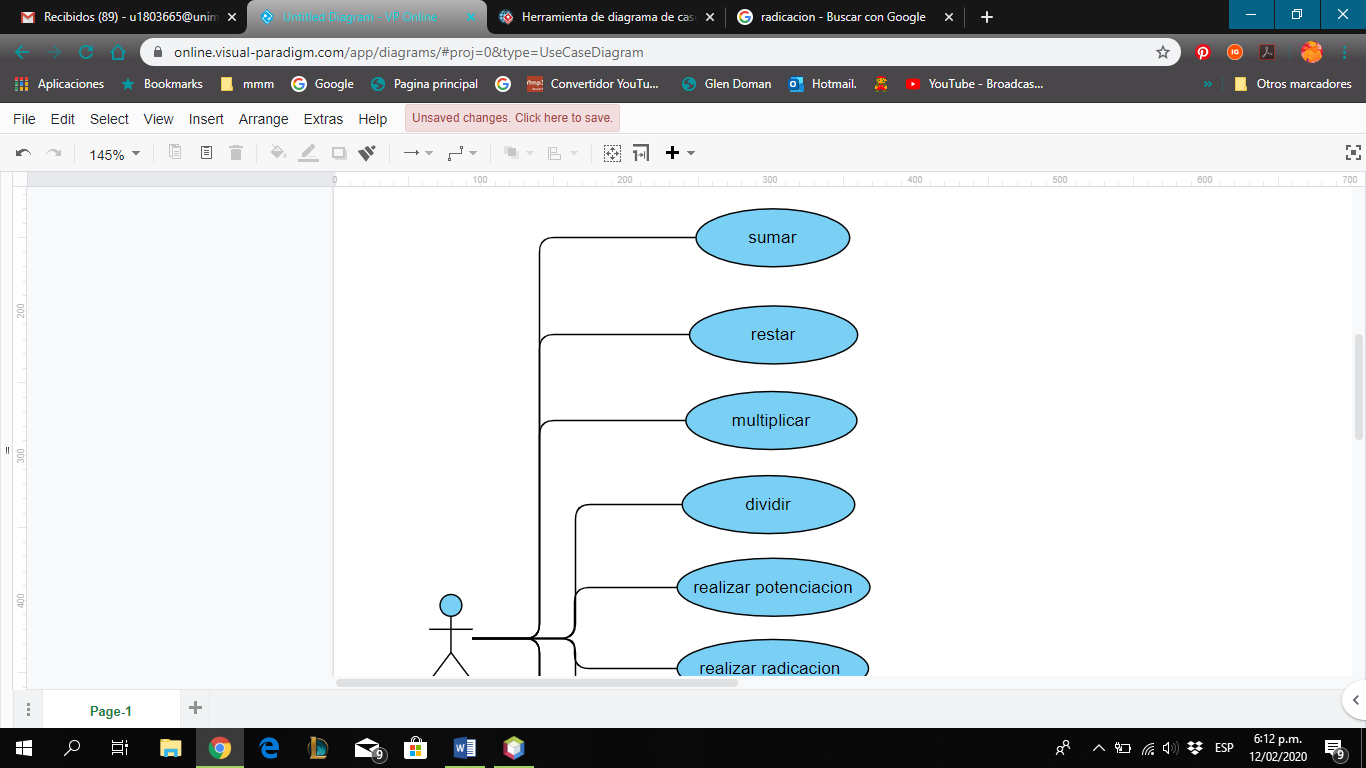 Recibidos (89) - u1803665@unim
Untitled Diagram - VP Online
Herramienta de diagrama de cas
radicacion - Buscar con Google
online.visual-paradigm.com/app/diagrams/#proj=0&type=UseCaseDiagram
Aplicaciones Bookmarks mmm Google Pagina principal Convertidor YouTu... Glen Doman Hotmail. YouTube - Broadcas... » Otros marcadores
File Edit Select View Insert Arrange Extras Help Unsaved changes. Click here to save.
145%
0 100 200 300 400 500 600 700
200
300
400
sumar
restar
multiplicar
dividir
realizar potenciacion
realizar radicacion
Page-1
9
ESP
6:12 p.m.
12/02/2020
9